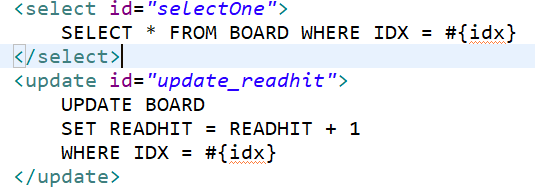 <select id="selectOne">
SELECT * FROM BOARD WHERE IDX = #{idx}
</select>
<update id="update_readhit">
UPDATE BOARD
SET READHIT = READHIT + 1
WHERE IDX = #{idx}
</update>